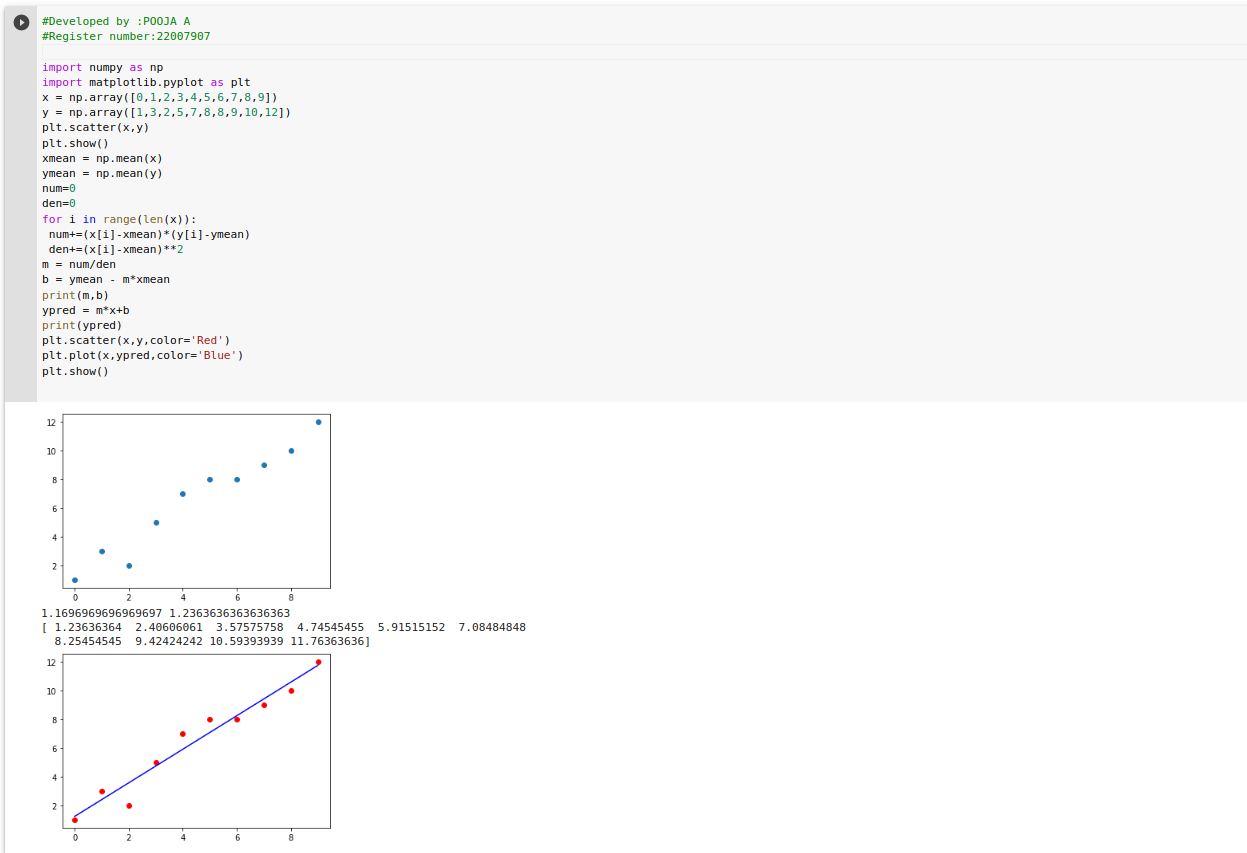 #Developed by :POOJA A
#Register number:22007907
import numpy as np
import matplotlib.pyplot as plt
x = np.array([0,1,2,3,4,5,6,7,8,9])
y = np.array([1,3,2,5,7,8,8,9,10,12])
plt.scatter(x,y)
plt.show()
xmean = np.mean(x)
ymean = np.mean(y)
num=0
den=0
for i in range(len(x)):
 num+=(x[i]-xmean)*(y[i]-ymean)
 den+=(x[i]-xmean)**2
m = num/den
b = ymean - m*xmean
print(m,b)
ypred = m*x+b
print(ypred)
plt.scatter(x,y,color='Red')
plt.plot(x,ypred,color='Blue')
plt.show()
12
10
8
6
4
2
0 2 4 6 8
1.1696969696969697 1.2363636363636363
[ 1.23636364  2.40606061  3.57575758  4.74545455  5.91515152  7.08484848
  8.25454545  9.42424242 10.59393939 11.76363636]
12
10
8
6
4
2
0 2 4 6 8